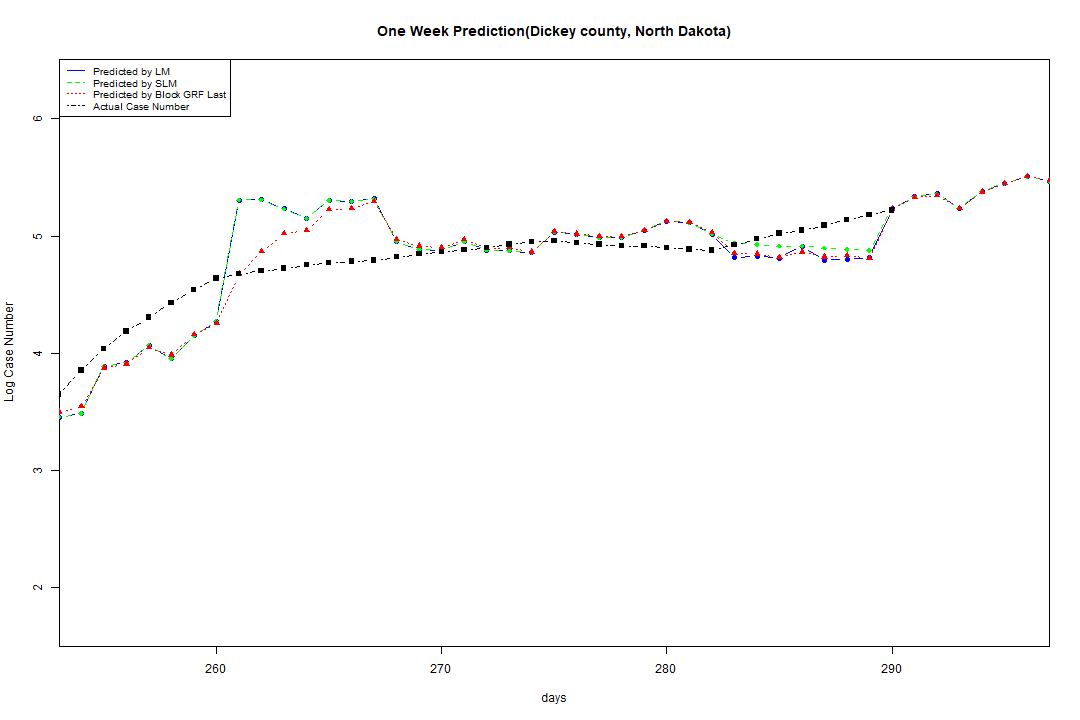 One Week Prediction(Dickey county, North Dakota)
Predicted by LM
Predicted by SLM
Predicted by Block GRF Last
Actual Case Number
6
5
4
3
2
Log Case Number
260 270 280 290
days